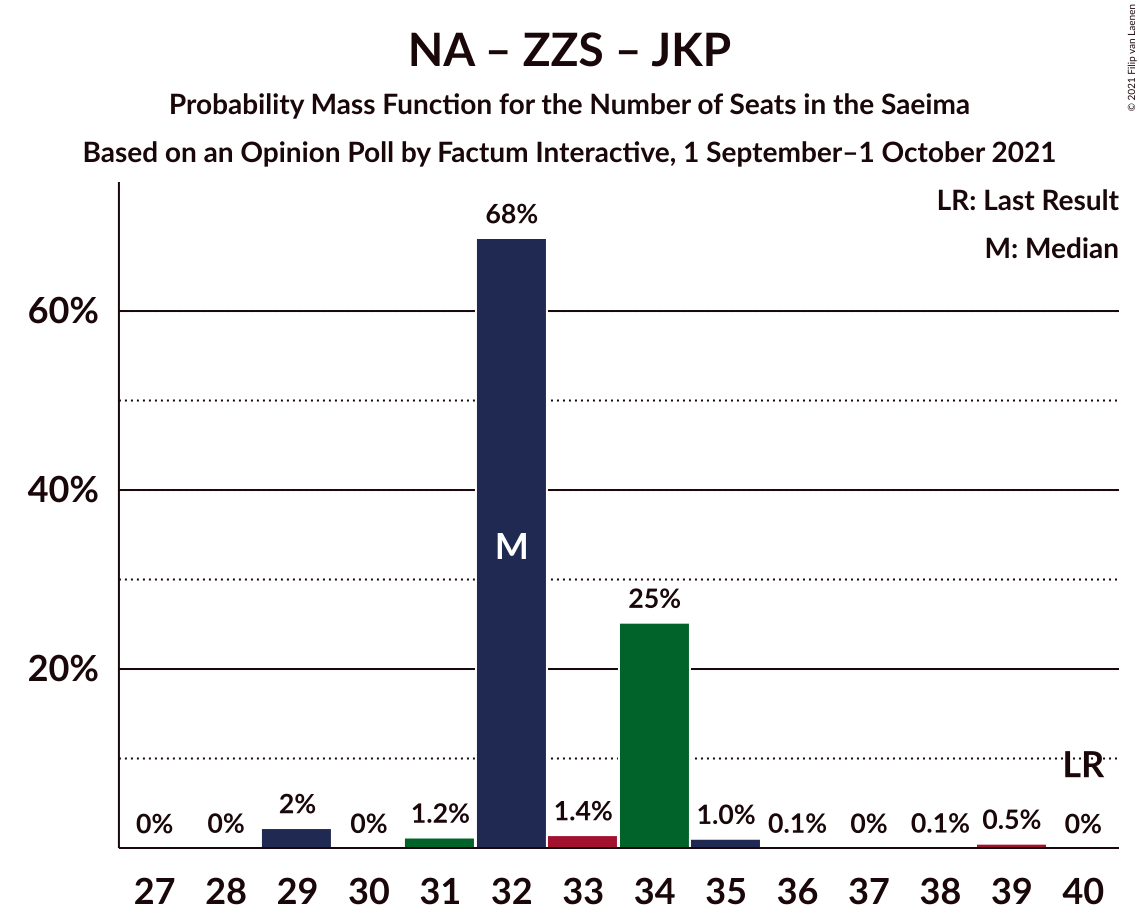 NA – ZZS – JKP
Probability Mass Function for the Number of Seats in the Saeima
Based on an Opinion Poll by Factum Interactive, 1 September–1 October 2021
© 2021 Filip van Laenen
LR: Last Result
M: Median
60%
40%
20%
0%
0%
2%
0%
1.2%
68%
1.4%
25%
1.0%
0.1%
0%
0.1%
0.5%
0%
M
LR
27 28 29 30 31 32 33 34 35 36 37 38 39 40